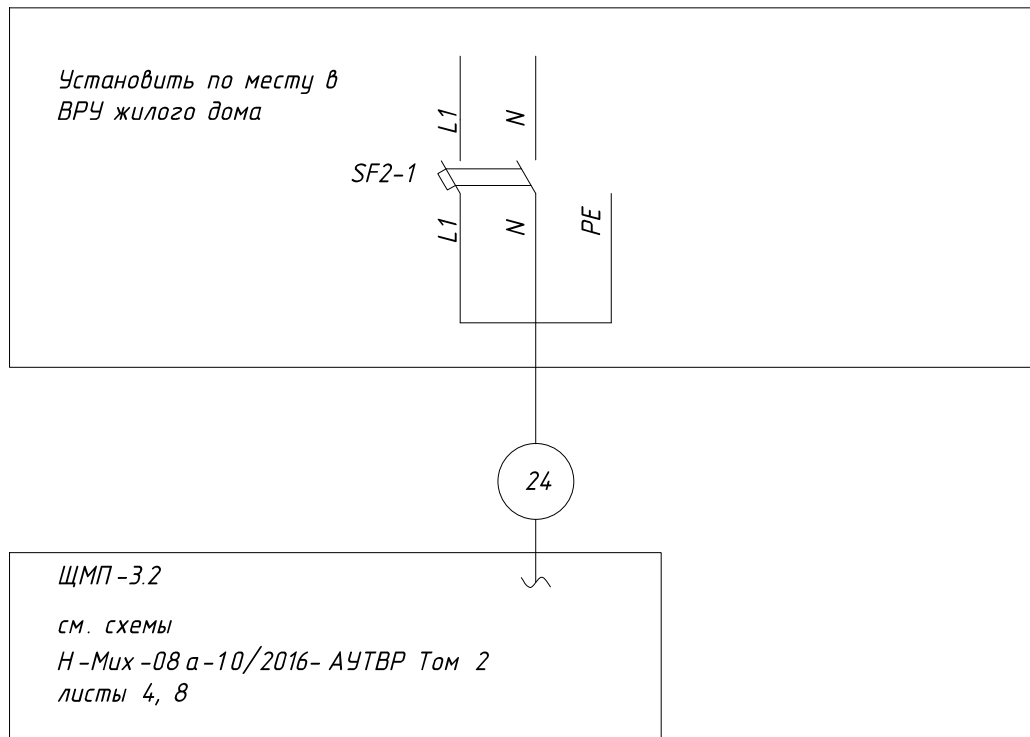 Установить по месту в
ВРУ жилого дома
L1
N
SF2-1
L1
N
PE
24
ЩМП-3.2
см. схемы
Н-Мих-08а-10/2016-АУТВР Том 2
листы 4, 8